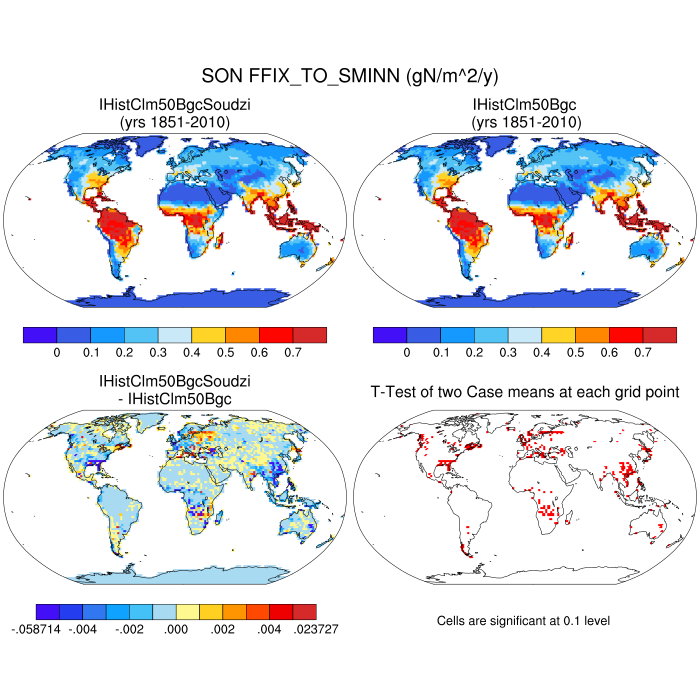 SON FFIX_TO_SMINN (gN/m^2/y)
IHistClm50BgcSoudzi
(yrs 1851-2010)
IHistClm50Bgc
(yrs 1851-2010)
0 0.1 0.2 0.3 0.4 0.5 0.6 0.7
0 0.1 0.2 0.3 0.4 0.5 0.6 0.7
IHistClm50BgcSoudzi
- IHistClm50Bgc
T-Test of two Case means at each grid point
-.058714 -.004 -.002 .000 .002 .004 .023727
Cells are significant at 0.1 level